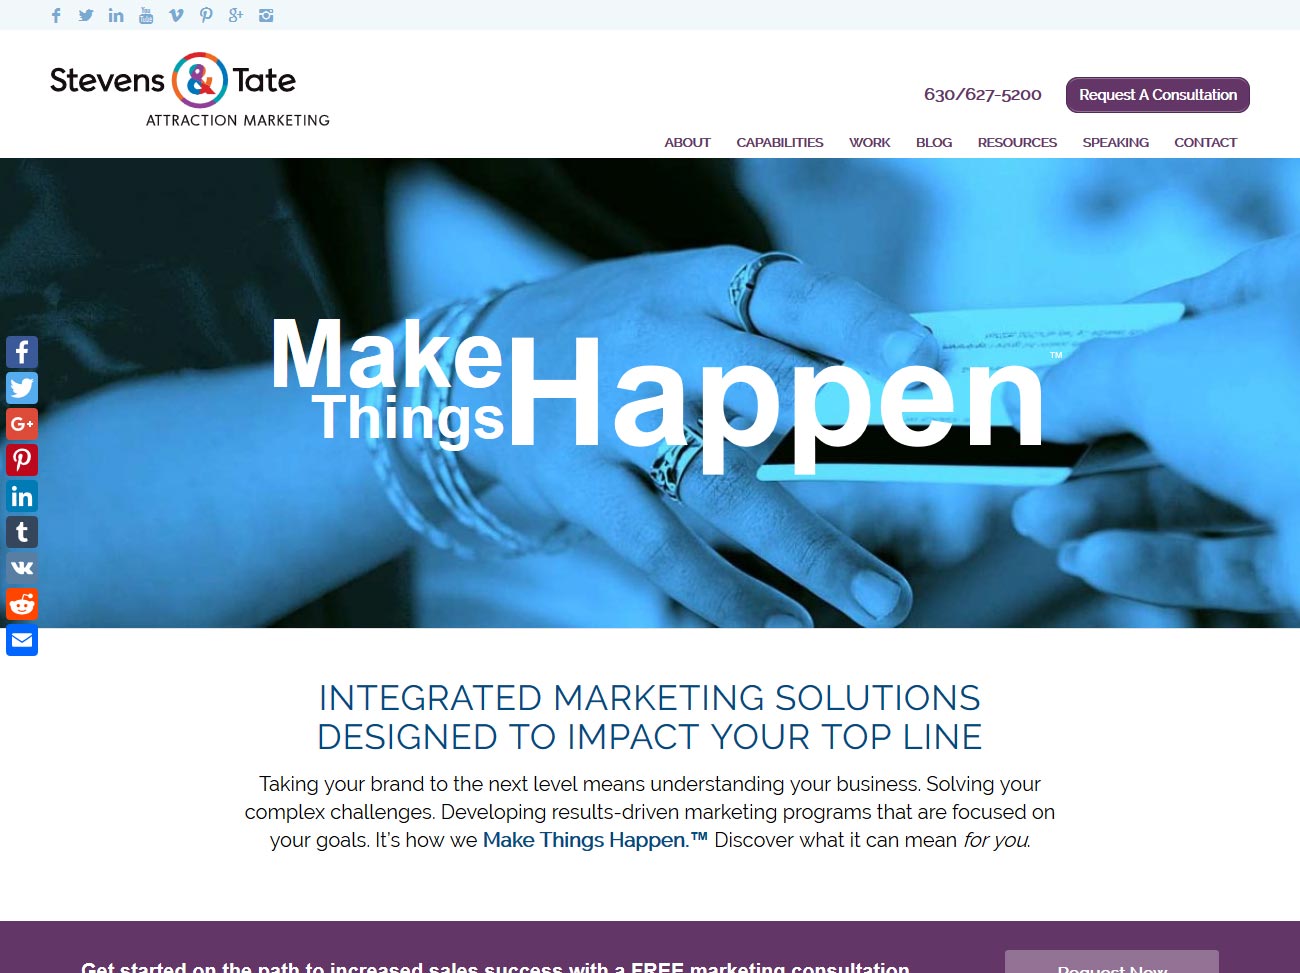 Stevens & Tate
ATTRACTION MARKETING
630/627-5200
Request A Consultation
ABOUT CAPABILITIES WORK BLOG RESOURCES SPEAKING CONTACT
Make
Things
Happen™
INTEGRATED MARKETING SOLUTIONS
DESIGNED TO IMPACT YOUR TOP LINE
Taking your brand to the next level means understanding your business. Solving your
complex challenges. Developing results-driven marketing programs that are focused on
your goals. It’s how we Make Things Happen.™ Discover what it can mean for you.
Get started on the path to increased sales success with a FREE marketing consultation
Request Now